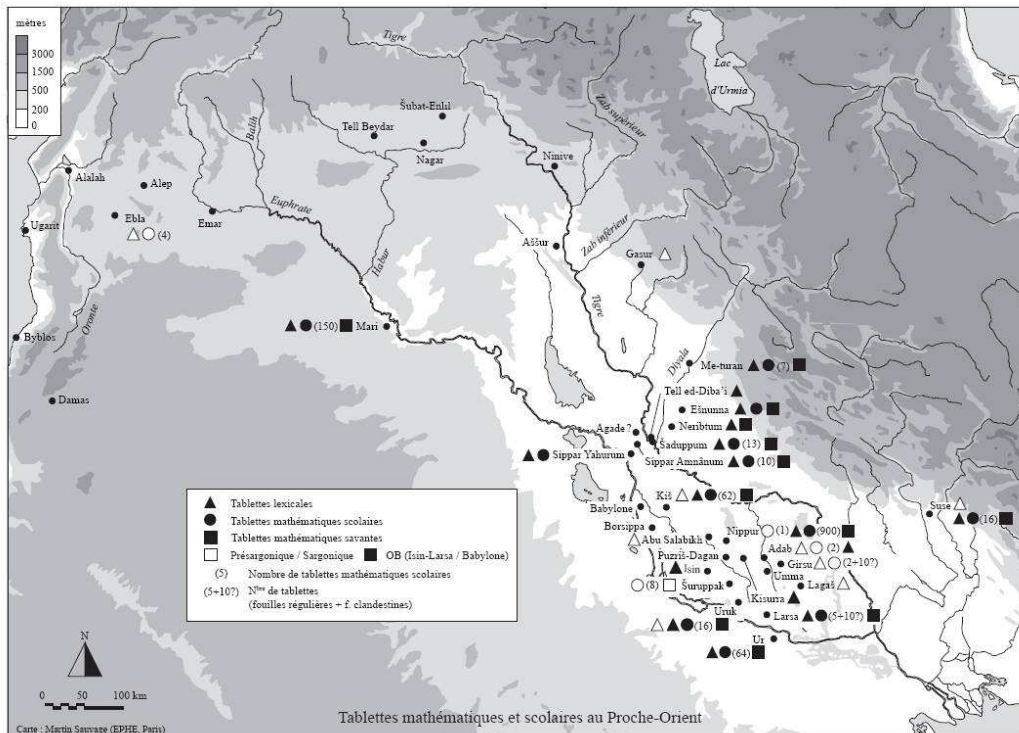 mètres
3000
1500
500
200
0
Tigre
Lac
d'Urmia
Zab supérieur
Šubat-Enlil
Tell Beydar
Balih
Nagar
Ninive
Alalah
Alep
Euphrate
Ebla
(4)
Emar
Ugarit
Habur
Aššur
Zab inférieur
Gasur
Tigre
Oronte
Byblos
(150) Mari
Diyala
Me-turan (7)
Damas
Tell ed-Diba'i
Ešnunna
Neribtum
Agade ?
Šaduppum (13)
Sippar Yahurum
Sippar Amnânum (10)
Kiš (62)
Babylone
Borsippa
Nippur (1) (900)
Suse
(16)
Abu Salabikh
Adab (2)
Puzriš-Dagan
Girsu (2+10?)
Isin
Umma
(8) Šuruppak
Lagaš
Kisurra
Uruk
(16)
Larsa (5+10?)
Ur
(64)
Tablettes lexicales
Tablettes mathématiques scolaires
Tablettes mathématiques savantes
Présargonique / Sargonique OB (Isin-Larsa / Babylone)
(5) Nombre de tablettes mathématiques scolaires
(5+10?) Nbre de tablettes
(fouilles régulières + f. clandestines)
N
0 50 100 km
Tablettes mathématiques et scolaires au Proche-Orient
Carte : Martin Sauvage (EPHE, Paris)